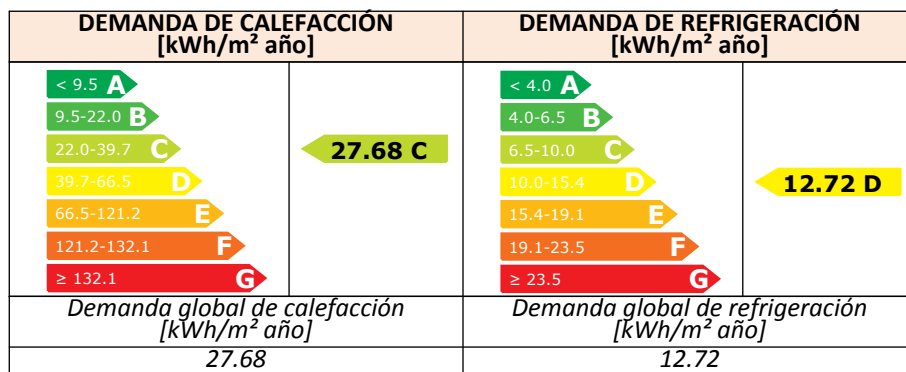 DEMANDA DE CALEFACCIÓN
[kWh/m² año]
DEMANDA DE REFRIGERACIÓN
[kWh/m² año]
< 9.5 A
9.5-22.0 B
22.0-39.7 C
39.7-66.5 D
66.5-121.2 E
121.2-132.1 F
≥ 132.1 G
27.68 C
< 4.0 A
4.0-6.5 B
6.5-10.0 C
10.0-15.4 D
15.4-19.1 E
19.1-23.5 F
≥ 23.5 G
12.72 D
Demanda global de calefacción
[kWh/m² año]
Demanda global de refrigeración
[kWh/m² año]
27.68
12.72